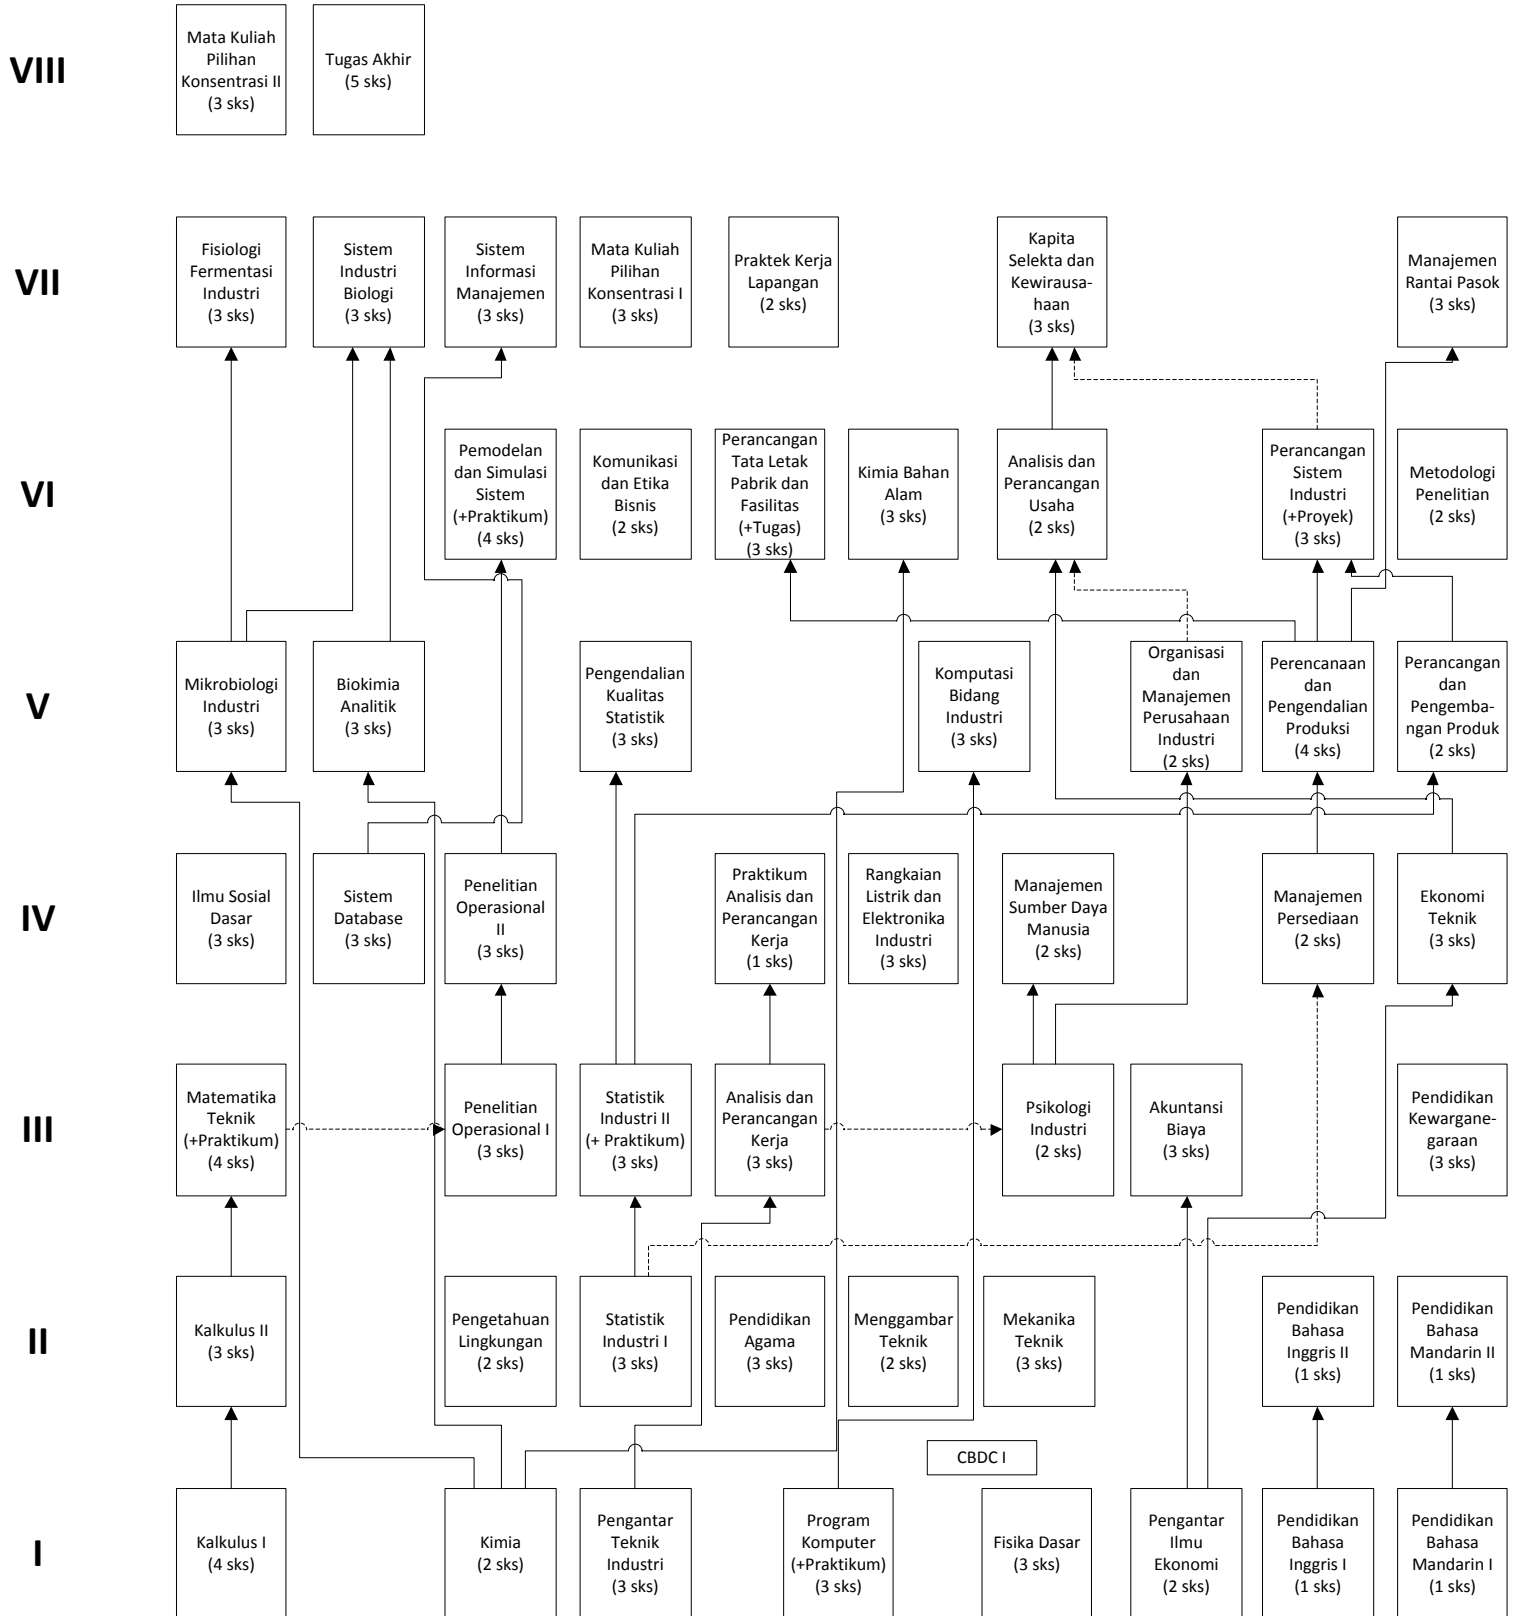 VIII
Mata Kuliah
Pilihan
Konsentrasi II
(3 sks)
Tugas Akhir
(5 sks)
VII
Fisiologi
Fermentasi
Industri
(3 sks)
Sistem
Industri
Biologi
(3 sks)
Sistem
Informasi
Manajemen
(3 sks)
Mata Kuliah
Pilihan
Konsentrasi I
(3 sks)
Praktek Kerja
Lapangan
(2 sks)
Kapita
Selekta dan
Kewirausa-
haan
(3 sks)
Manajemen
Rantai Pasok
(3 sks)
VI
Pemodelan
dan Simulasi
Sistem
(+Praktikum)
(4 sks)
Komunikasi
dan Etika
Bisnis
(2 sks)
Perancangan
Tata Letak
Pabrik dan
Fasilitas
(+Tugas)
(3 sks)
Kimia Bahan
Alam
(3 sks)
Analisis dan
Perancangan
Usaha
(2 sks)
Perancangan
Sistem
Industri
(+Proyek)
(3 sks)
Metodologi
Penelitian
(2 sks)
V
Mikrobiologi
Industri
(3 sks)
Biokimia
Analitik
(3 sks)
Pengendalian
Kualitas
Statistik
(3 sks)
Komputasi
Bidang
Industri
(3 sks)
Organisasi
dan
Manajemen
Perusahaan
Industri
(2 sks)
Perencanaan
dan
Pengendalian
Produksi
(4 sks)
Perancangan
dan
Pengemba-
ngan Produk
(2 sks)
IV
Ilmu Sosial
Dasar
(3 sks)
Sistem
Database
(3 sks)
Penelitian
Operasional
II
(3 sks)
Praktikum
Analisis dan
Perancangan
Kerja
(1 sks)
Rangkaian
Listrik dan
Elektronika
Industri
(3 sks)
Manajemen
Sumber Daya
Manusia
(2 sks)
Manajemen
Persediaan
(2 sks)
Ekonomi
Teknik
(3 sks)
III
Matematika
Teknik
(+Praktikum)
(4 sks)
Penelitian
Operasional I
(3 sks)
Statistik
Industri II
(+ Praktikum)
(3 sks)
Analisis dan
Perancangan
Kerja
(3 sks)
Psikologi
Industri
(2 sks)
Akuntansi
Biaya
(3 sks)
Pendidikan
Kewargane-
garaan
(3 sks)
II
Kalkulus II
(3 sks)
Pengetahuan
Lingkungan
(2 sks)
Statistik
Industri I
(3 sks)
Pendidikan
Agama
(3 sks)
Menggambar
Teknik
(2 sks)
Mekanika
Teknik
(3 sks)
Pendidikan
Bahasa
Inggris II
(1 sks)
Pendidikan
Bahasa
Mandarin II
(1 sks)
CBDC I
I
Kalkulus I
(4 sks)
Kimia
(2 sks)
Pengantar
Teknik
Industri
(3 sks)
Program
Komputer
(+Praktikum)
(3 sks)
Fisika Dasar
(3 sks)
Pengantar
Ilmu
Ekonomi
(2 sks)
Pendidikan
Bahasa
Inggris I
(1 sks)
Pendidikan
Bahasa
Mandarin I
(1 sks)